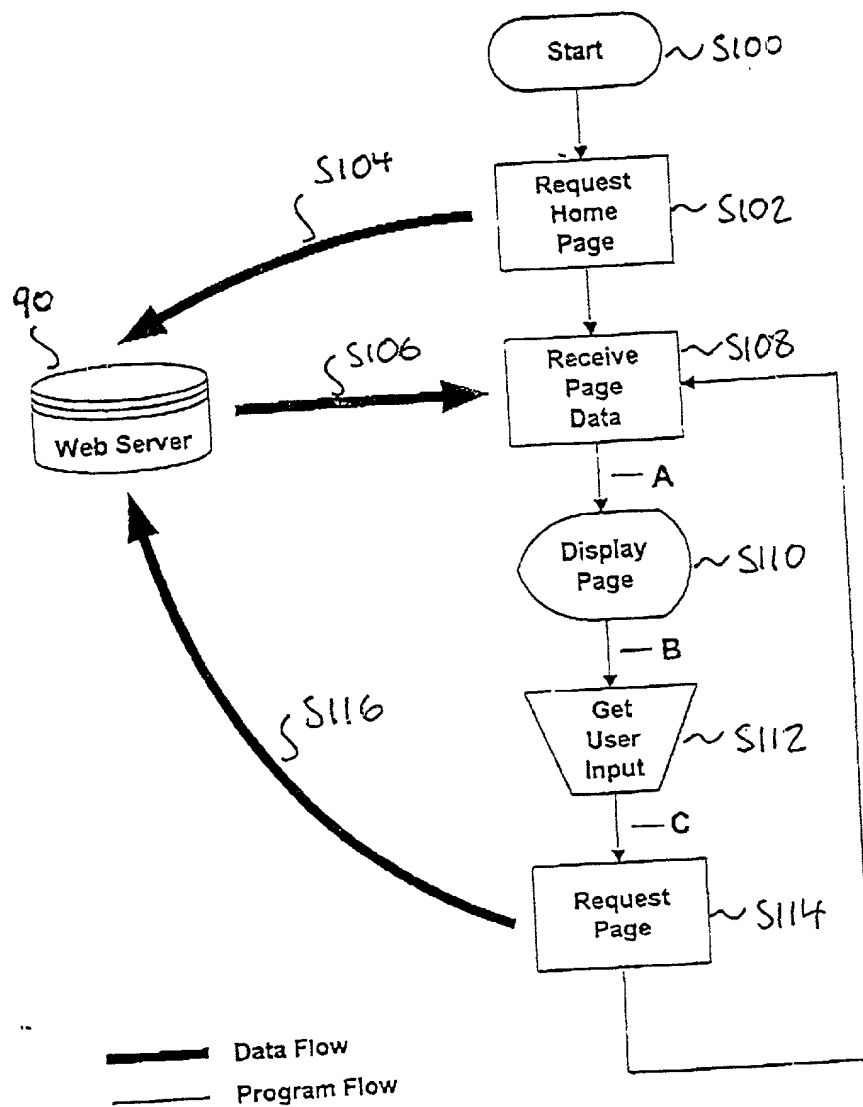 Start
S100
Request
Home
Page
S102
S104
90
Web Server
S106
Receive
Page
Data
S108
A
Display
Page
S110
B
Get
User
Input
S112
C
S116
Request
Page
S114
Data Flow
Program Flow